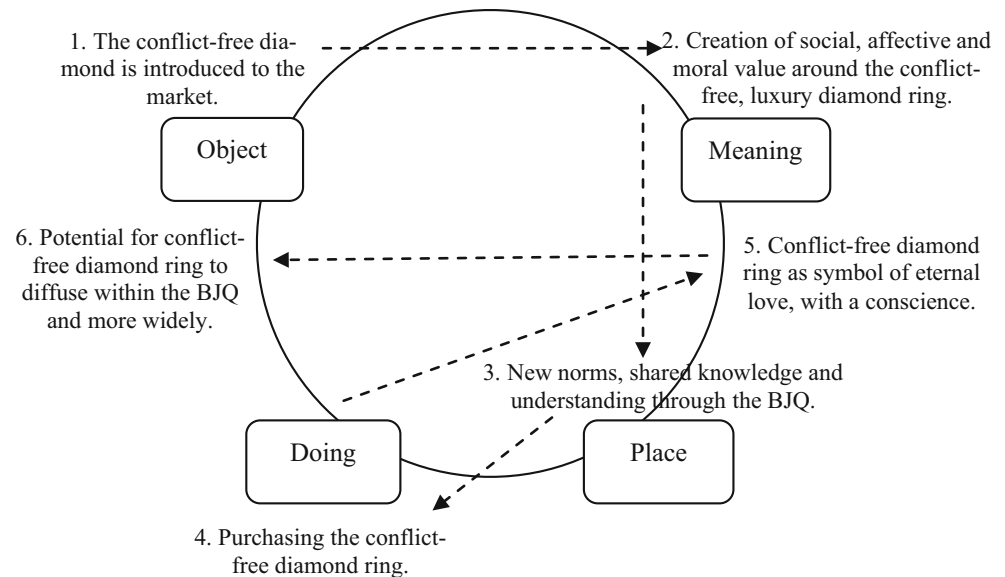 1. The conflict-free dia-
mond is introduced to the
market.
2. Creation of social, affective and
moral value around the conflict-
free, luxury diamond ring.
Object
Meaning
6. Potential for conflict-
free diamond ring to
diffuse within the BJQ
and more widely.
5. Conflict-free diamond
ring as symbol of eternal
love, with a conscience.
3. New norms, shared knowledge and
understanding through the BJQ.
Doing
Place
4. Purchasing the conflict-
free diamond ring.